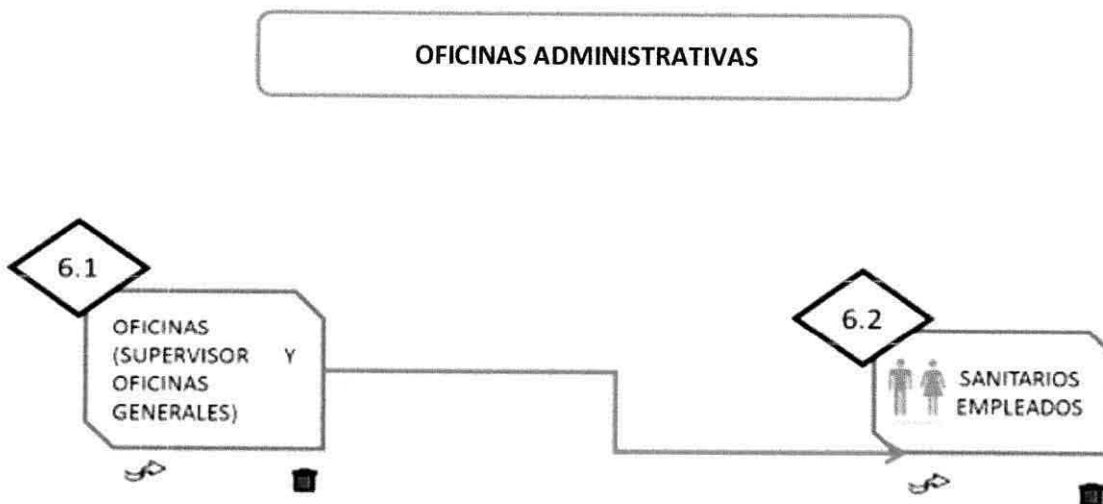 OFICINAS ADMINISTRATIVAS
6.1
OFICINAS
(SUPERVISOR Y
OFICINAS
GENERALES)
6.2
SANITARIOS
EMPLEADOS